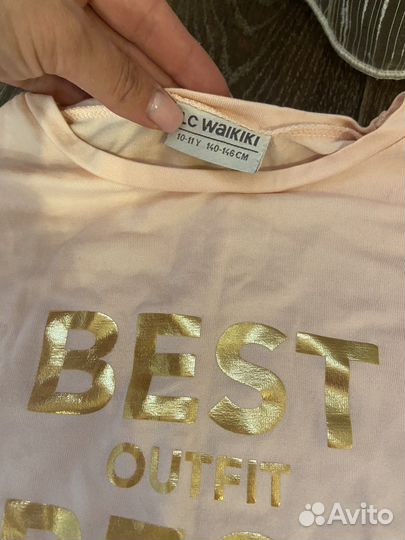 LC WAIKIKI
10-11 Y 140-146 CM
BEST
OUTFIT
Avito